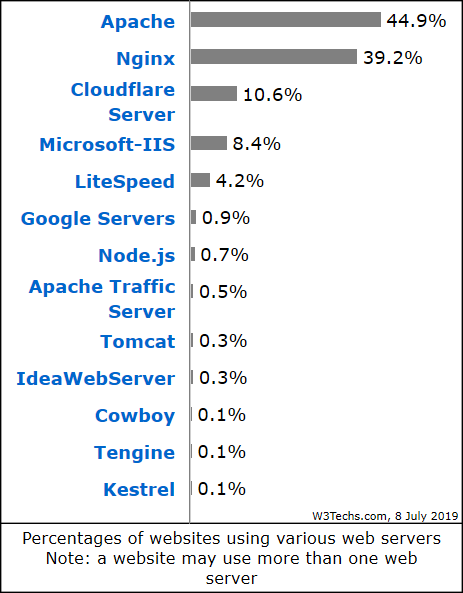 Apache 44.9%
Nginx 39.2%
Cloudflare
Server 10.6%
Microsoft-IIS 8.4%
LiteSpeed 4.2%
Google Servers 0.9%
Node.js 0.7%
Apache Traffic
Server 0.5%
Tomcat 0.3%
IdeaWebServer 0.3%
Cowboy 0.1%
Tengine 0.1%
Kestrel 0.1%
W3Techs.com, 8 July 2019
Percentages of websites using various web servers
Note: a website may use more than one web
server